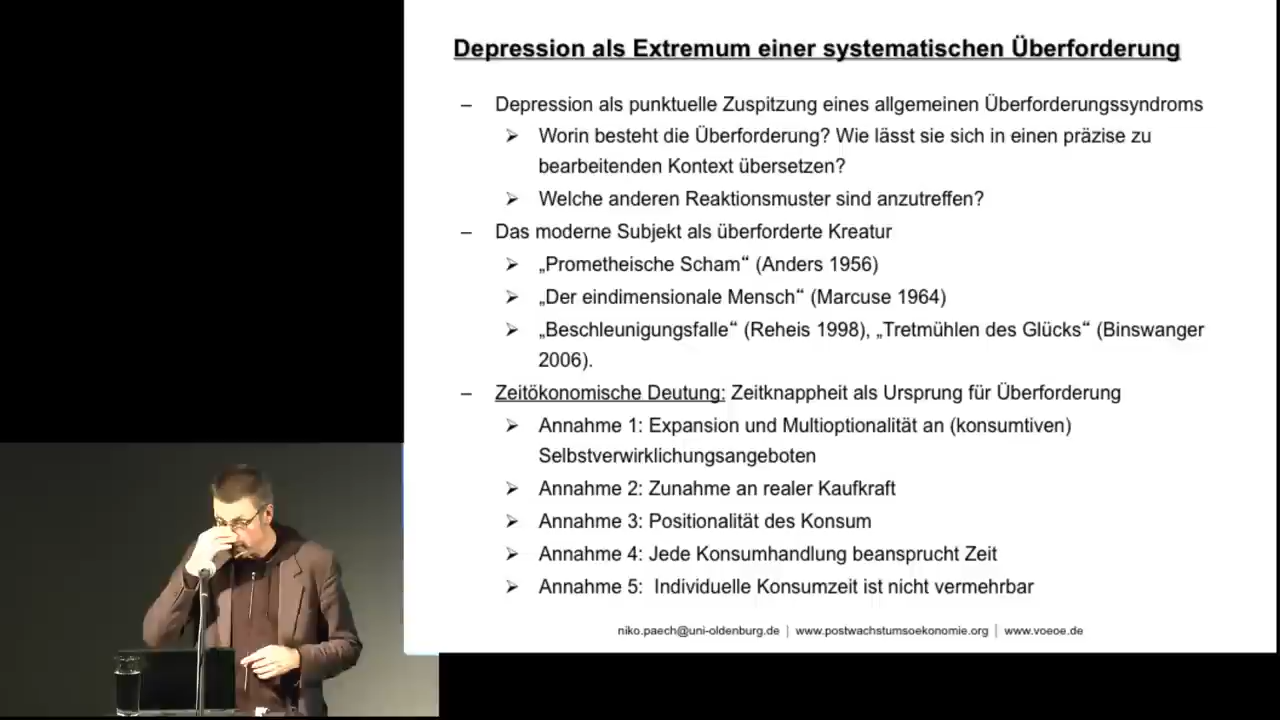 Depression als Extremum einer systematischen Überforderung
– Depression als punktuelle Zuspitzung eines allgemeinen Überforderungssyndroms
➢ Worin besteht die Überforderung? Wie lässt sie sich in einen präzise zu
bearbeitenden Kontext übersetzen?
➢ Welche anderen Reaktionsmuster sind anzutreffen?
– Das moderne Subjekt als überforderte Kreatur
➢ „Prometheische Scham“ (Anders 1956)
➢ „Der eindimensionale Mensch“ (Marcuse 1964)
➢ „Beschleunigungsfalle“ (Reheis 1998), „Tretmühlen des Glücks“ (Binswanger
2006).
– Zeitökonomische Deutung: Zeitknappheit als Ursprung für Überforderung
➢ Annahme 1: Expansion und Multioptionalität an (konsumtiven)
Selbstverwirklichungsangeboten
➢ Annahme 2: Zunahme an realer Kaufkraft
➢ Annahme 3: Positionalität des Konsum
➢ Annahme 4: Jede Konsumhandlung beansprucht Zeit
➢ Annahme 5:  Individuelle Konsumzeit ist nicht vermehrbar
niko.paech@uni-oldenburg.de | www.postwachstumsoekonomie.org | www.voeoe.de